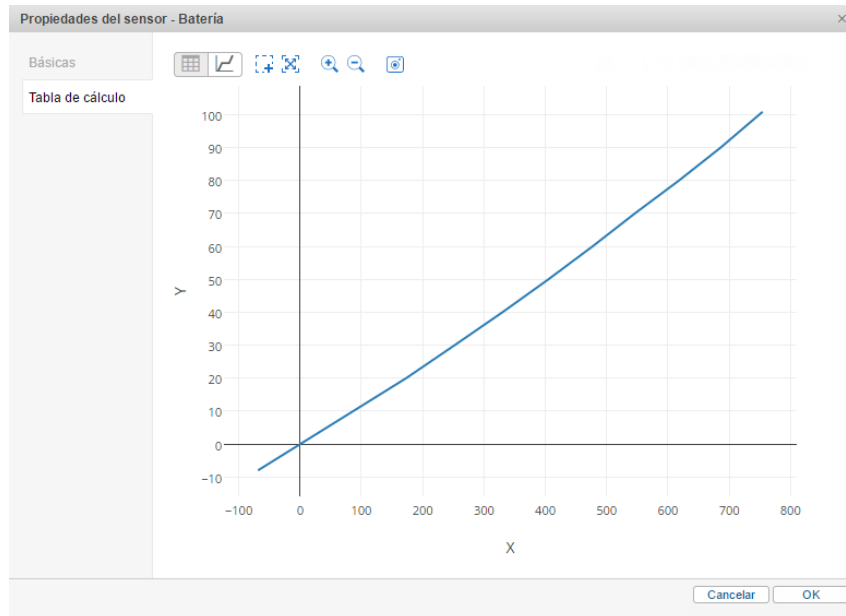 Propiedades del sensor - Batería ×
Básicas
Tabla de cálculo
100
90
80
70
60
50
40
30
20
10
0
−10
Y
−100 0 100 200 300 400 500 600 700 800
X
Cancelar OK